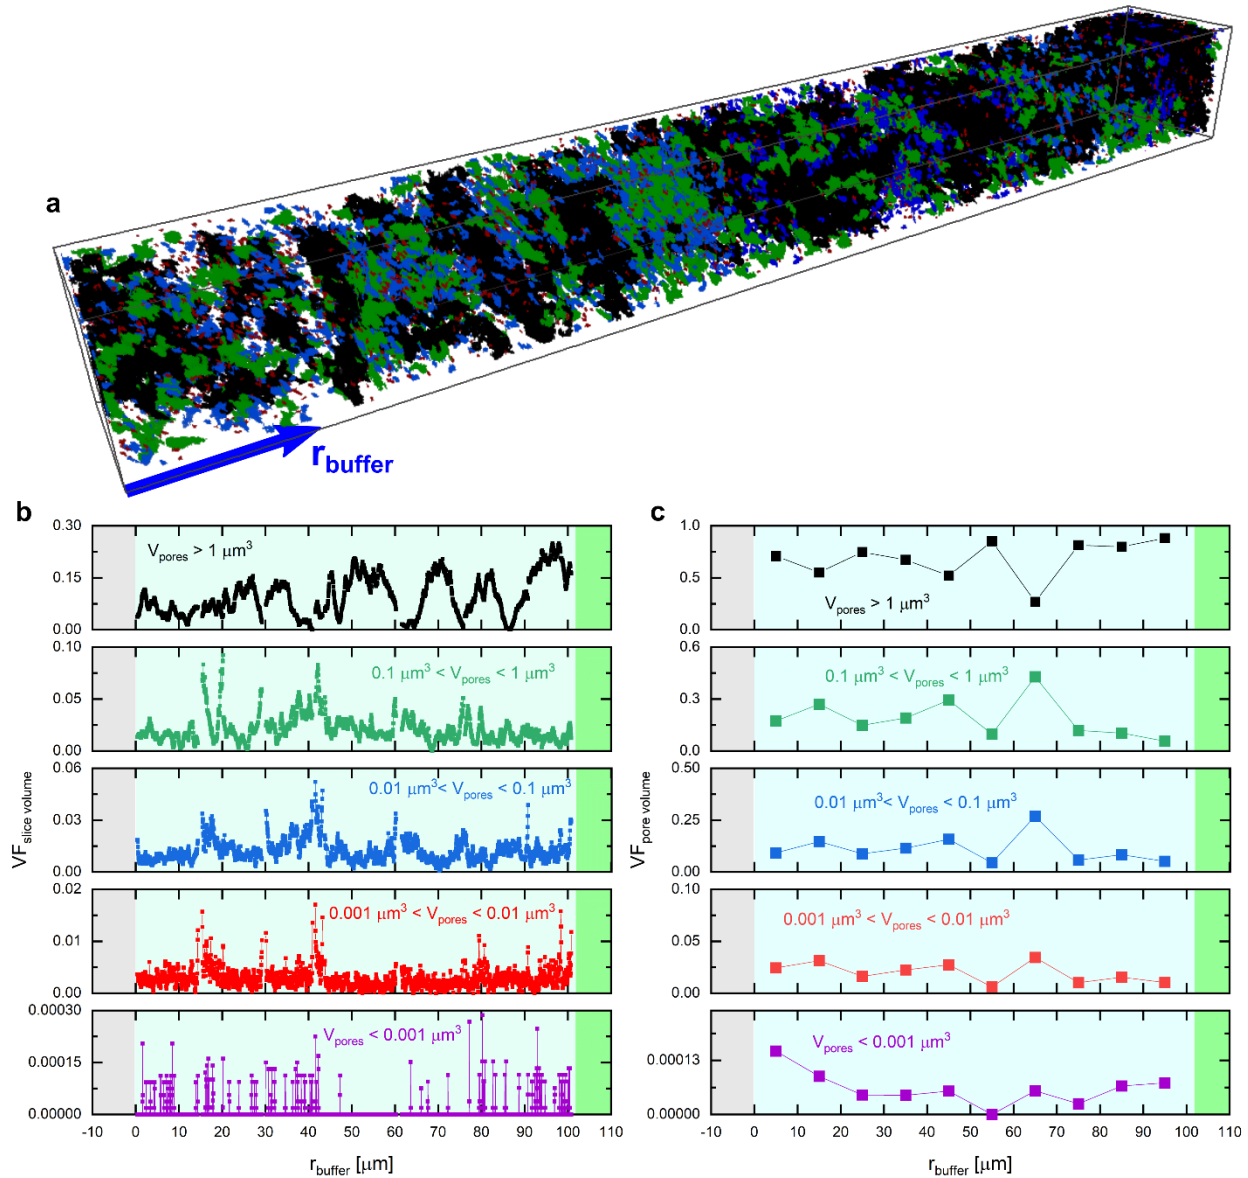 a
r_buffer
b
c
0.30
0.15
0.00
V_pores > 1 μm³
0.10
0.05
0.00
0.1 μm³ < V_pores < 1 μm³
0.06
0.03
0.00
0.01 μm³< V_pores < 0.1 μm³
0.02
0.01
0.00
0.001 μm³ < V_pores < 0.01 μm³
0.00030
0.00015
0.00000
V_pores < 0.001 μm³
VF_slice volume
-10 0 10 20 30 40 50 60 70 80 90 100 110
r_buffer [μm]
1.0
0.5
0.0
V_pores > 1 μm³
0.6
0.3
0.0
0.1 μm³ < V_pores < 1 μm³
0.50
0.25
0.00
0.01 μm³< V_pores < 0.1 μm³
0.10
0.05
0.00
0.001 μm³ < V_pores < 0.01 μm³
0.00013
0.00000
V_pores < 0.001 μm³
VF_pore volume
-10 0 10 20 30 40 50 60 70 80 90 100 110
r_buffer [μm]